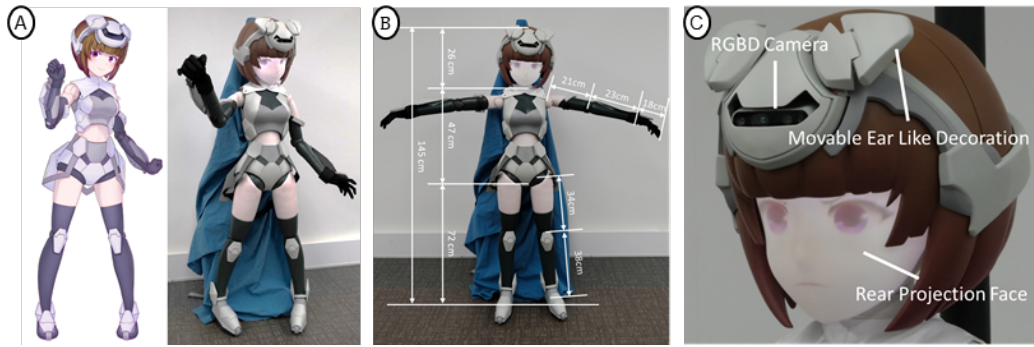 A
B
26 cm
47 cm
145 cm
72 cm
21cm
23cm
18cm
34cm
38cm
C
RGBD Camera
Movable Ear Like Decoration
Rear Projection Face